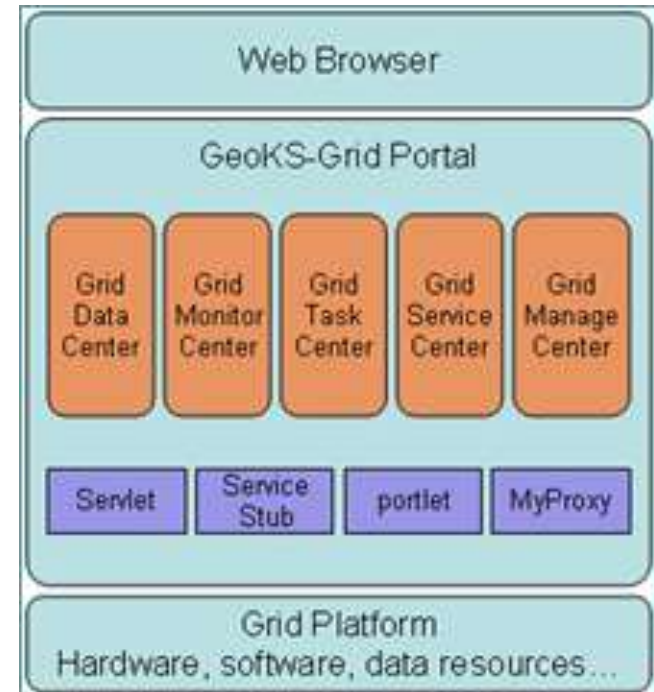 Web Browser
GeoKS-Grid Portal
Grid
Data
Center
Grid
Monitor
Center
Grid
Task
Center
Grid
Service
Center
Grid
Manage
Center
Servlet
Service
Stub
portlet
MyProxy
Grid Platform
Hardware, software, data resources...